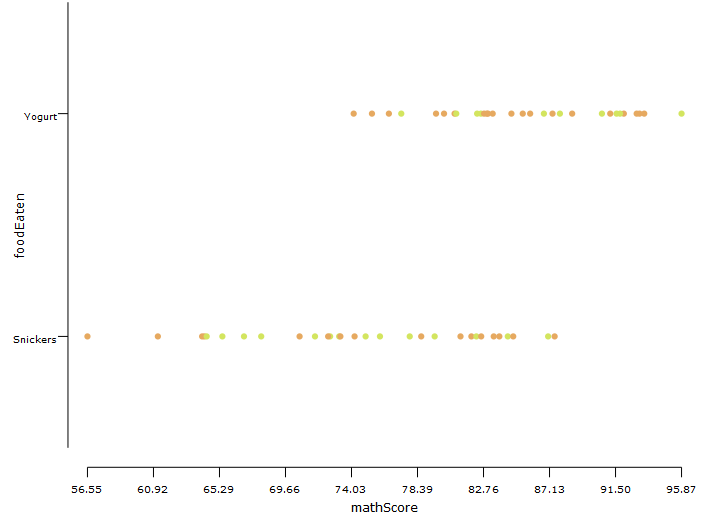 foodEaten
Yogurt
Snickers
56.55 60.92 65.29 69.66 74.03 78.39 82.76 87.13 91.50 95.87
mathScore